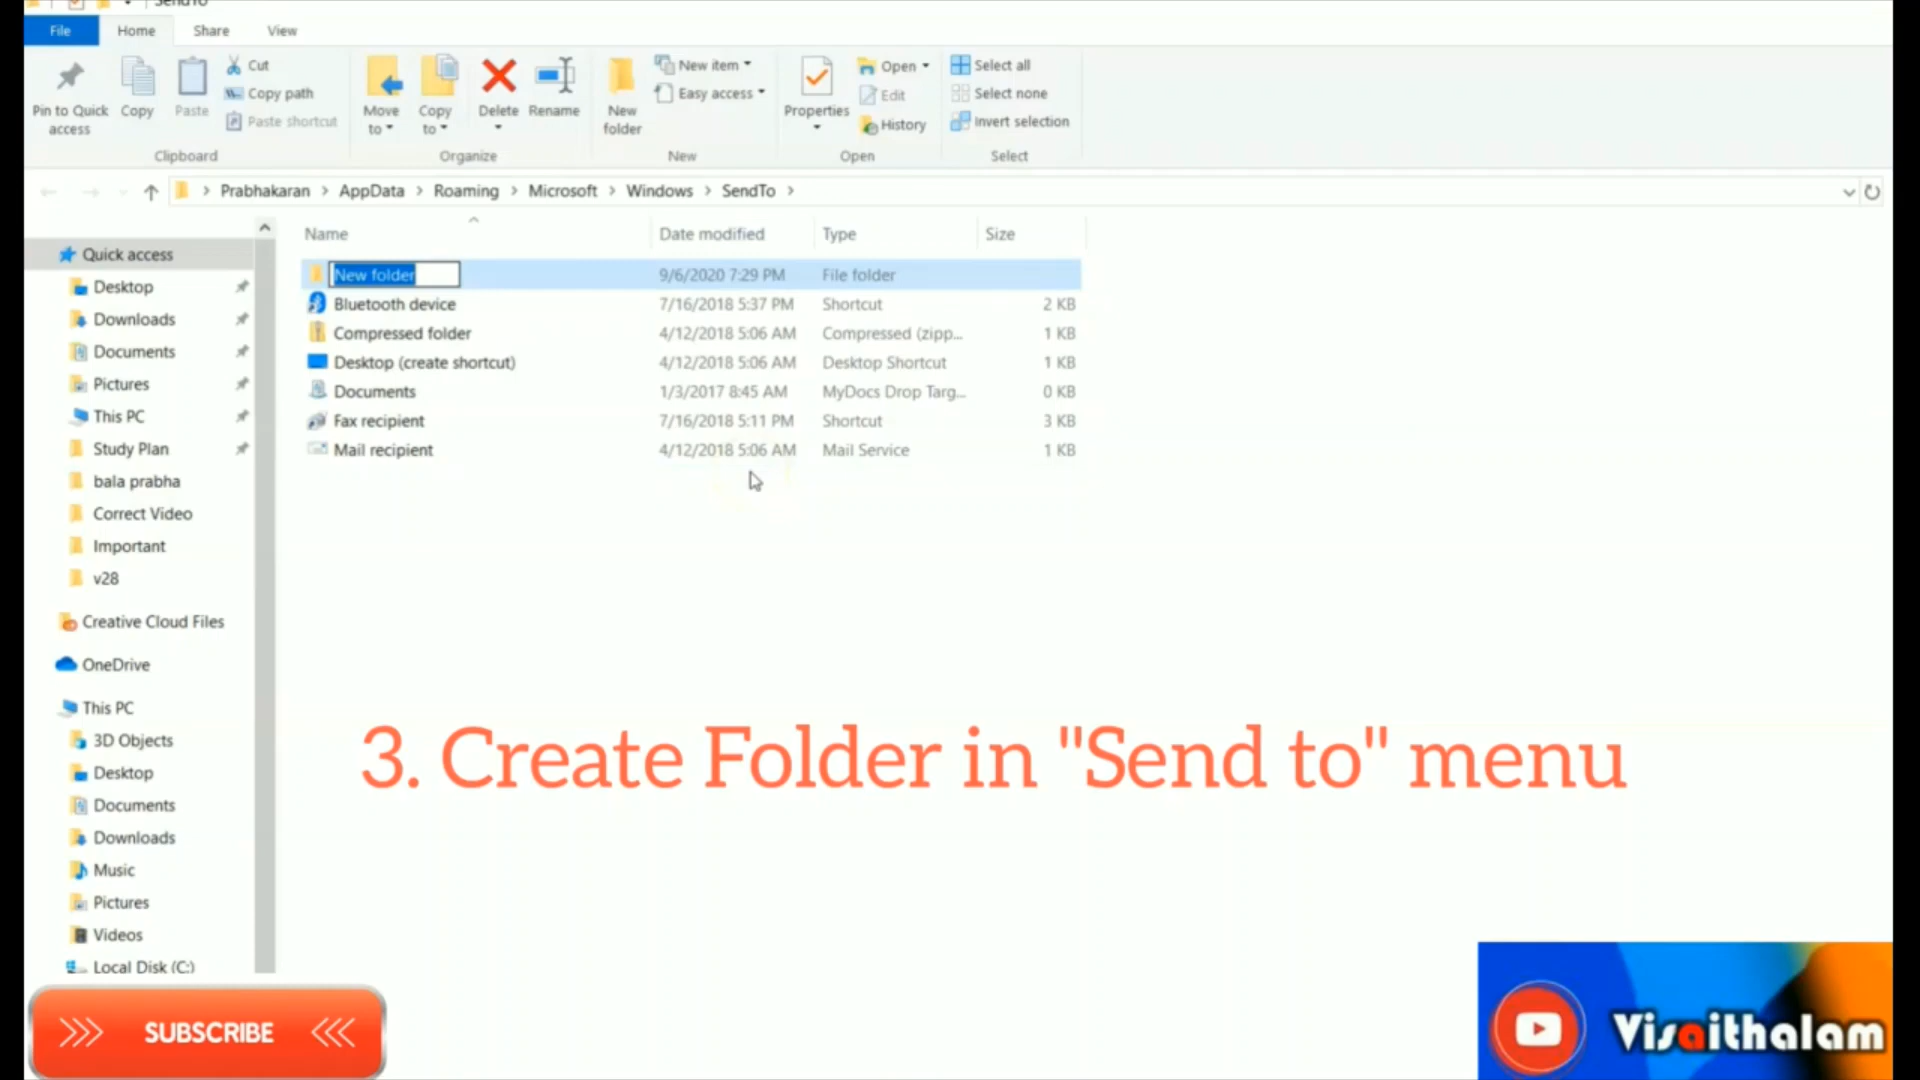 SendTo
File Home Share View
Pin to Quick access
Copy
Paste
Cut
Copy path
Paste shortcut
Clipboard
Move to
Copy to
Delete
Rename
Organize
New folder
New item
Easy access
New
Properties
Open
Edit
History
Open
Select all
Select none
Invert selection
Select
Prabhakaran > AppData > Roaming > Microsoft > Windows > SendTo >
Name Date modified Type Size
New folder 9/6/2020 7:29 PM File folder
Bluetooth device 7/16/2018 5:37 PM Shortcut 2 KB
Compressed folder 4/12/2018 5:06 AM Compressed (zipp... 1 KB
Desktop (create shortcut) 4/12/2018 5:06 AM Desktop Shortcut 1 KB
Documents 1/3/2017 8:45 AM MyDocs Drop Targ... 0 KB
Fax recipient 7/16/2018 5:11 PM Shortcut 3 KB
Mail recipient 4/12/2018 5:06 AM Mail Service 1 KB
Quick access
Desktop
Downloads
Documents
Pictures
This PC
Study Plan
bala prabha
Correct Video
Important
v28
Creative Cloud Files
OneDrive
This PC
3D Objects
Desktop
Documents
Downloads
Music
Pictures
Videos
Local Disk (C:)
3. Create Folder in "Send to" menu
SUBSCRIBE
Visaithalam